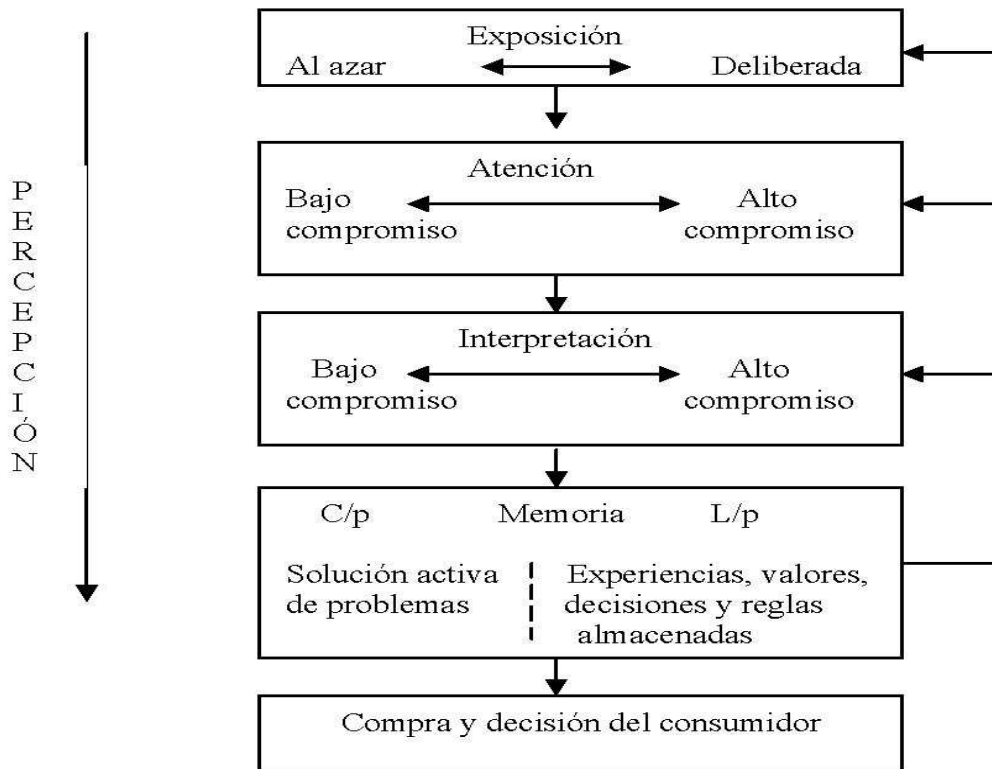 PERCEPCIÓN
Exposición
Al azar Deliberada
Atención
Bajo Alto
compromiso compromiso
Interpretación
Bajo Alto
compromiso compromiso
C/p Memoria L/p
Solución activa Experiencias, valores,
de problemas decisiones y reglas
almacenadas
Compra y decisión del consumidor